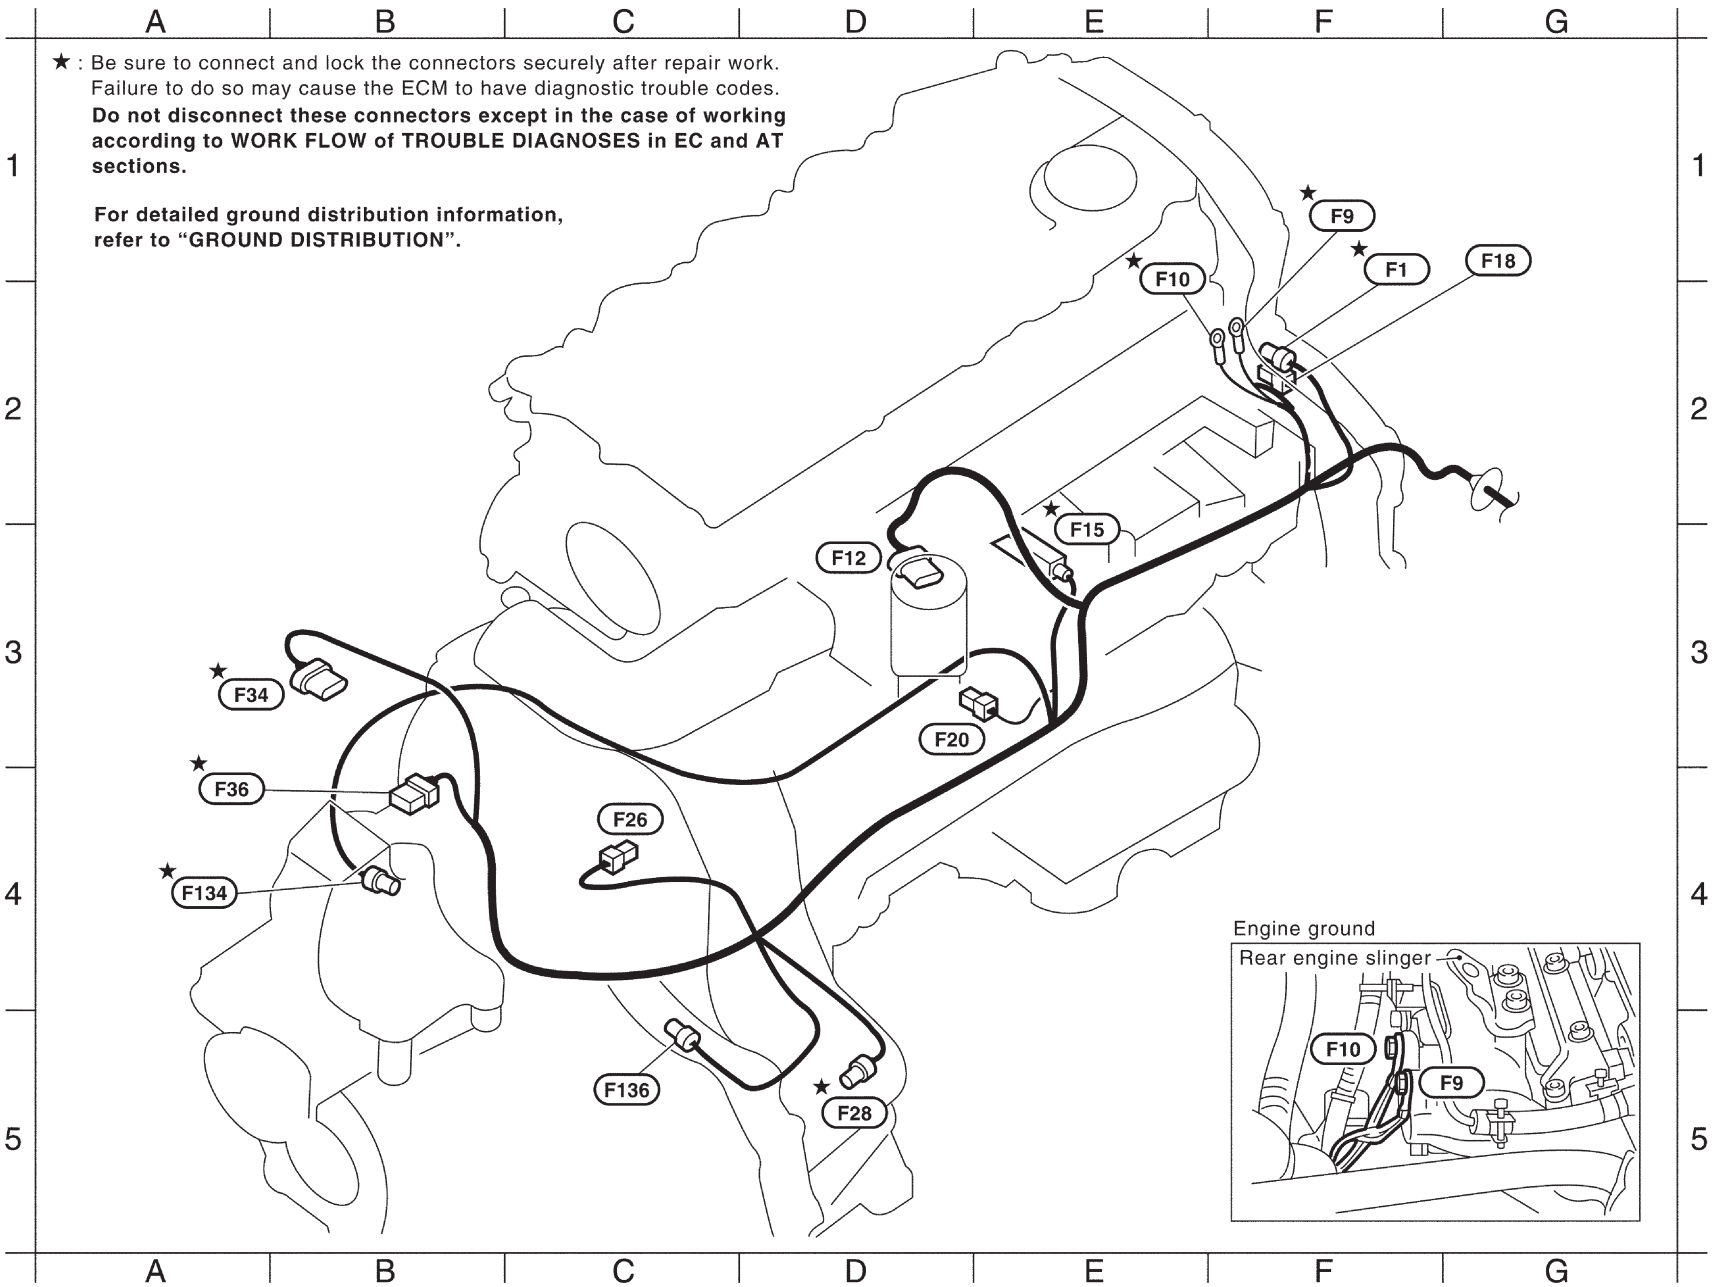 A B C D E F G
★ : Be sure to connect and lock the connectors securely after repair work.
Failure to do so may cause the ECM to have diagnostic trouble codes.
Do not disconnect these connectors except in the case of working
according to WORK FLOW of TROUBLE DIAGNOSES in EC and AT
sections.
For detailed ground distribution information,
refer to “GROUND DISTRIBUTION”.
1 1
★
F9
★
F1
F18
★
F10
2 2
★
F15
F12
3 3
★
F34
F20
★
F36
F26
★
F134
4 4
Engine ground
Rear engine slinger
F10
F9
F136
★
F28
5 5
A B C D E F G